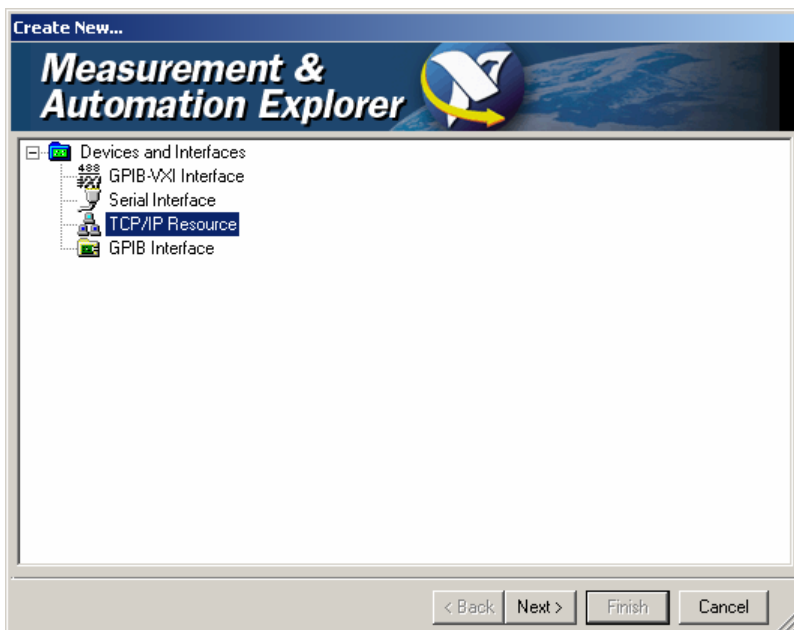 Create New...
Measurement &
Automation Explorer
Devices and Interfaces
GPIB-VXI Interface
Serial Interface
TCP/IP Resource
GPIB Interface
< Back Next > Finish Cancel